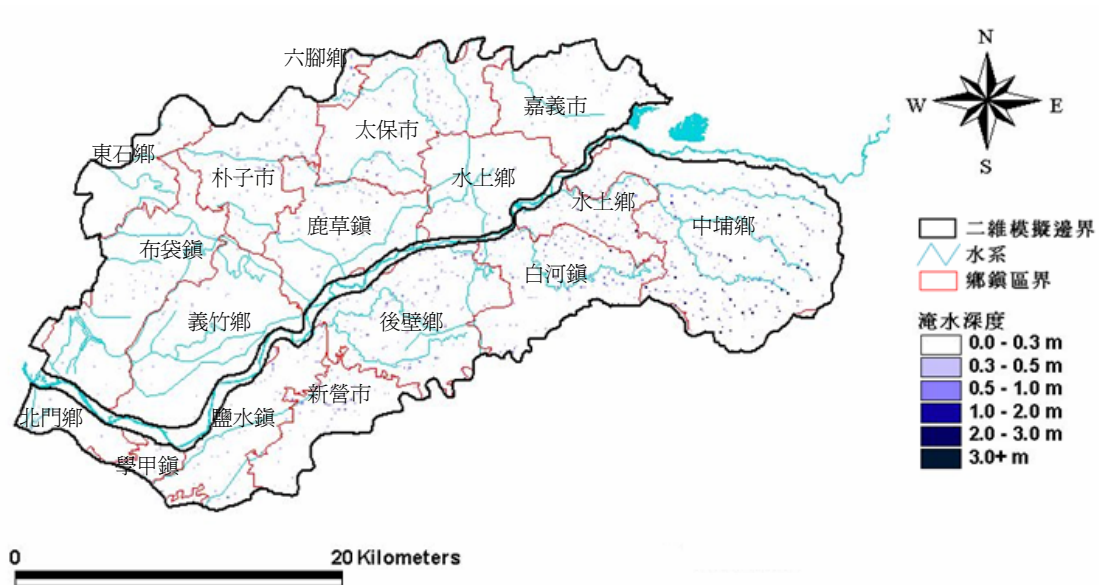 N
W
E
S
六腳鄉
嘉義市
太保市
東石鄉
朴子市
水上鄉
水上鄉
鹿草鎮
中埔鄉
布袋鎮
白河鎮
義竹鄉
後壁鄉
新營市
北門鄉
鹽水鎮
學甲鎮
二維模擬邊界
水系
鄉鎮區界
淹水深度
0.0 - 0.3 m
0.3 - 0.5 m
0.5 - 1.0 m
1.0 - 2.0 m
2.0 - 3.0 m
3.0+ m
0 20 Kilometers